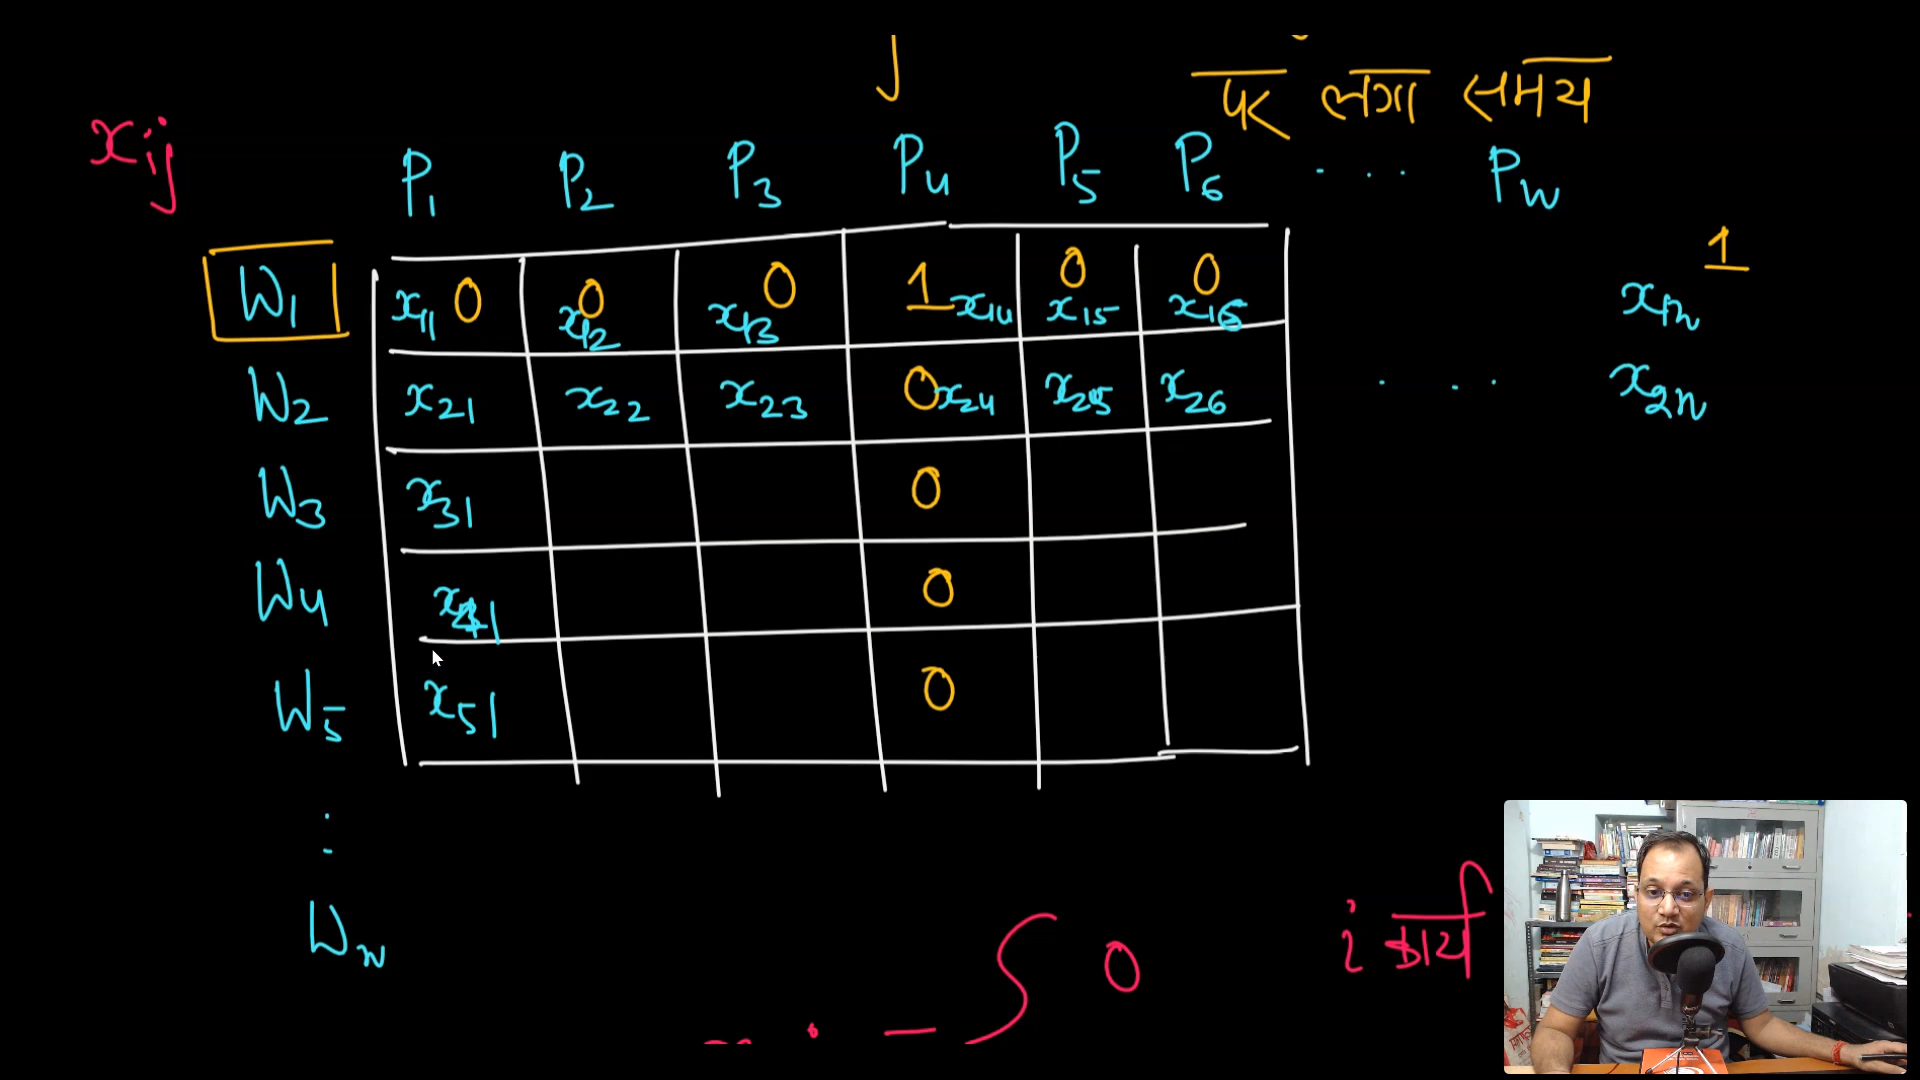 j
पर लगा समय
xij
P1 P2 P3 P4 P5 P6 . . . Pn
1
W1 x11 0 x12 0 x13 0 1 x14 0 x15 0 x16 x1n
W2 x21 x22 x23 0 x24 x25 x26 . . . x2n
W3 x31 0
W4 x41 0
W5 x51 0
Wn
0 i कार्य